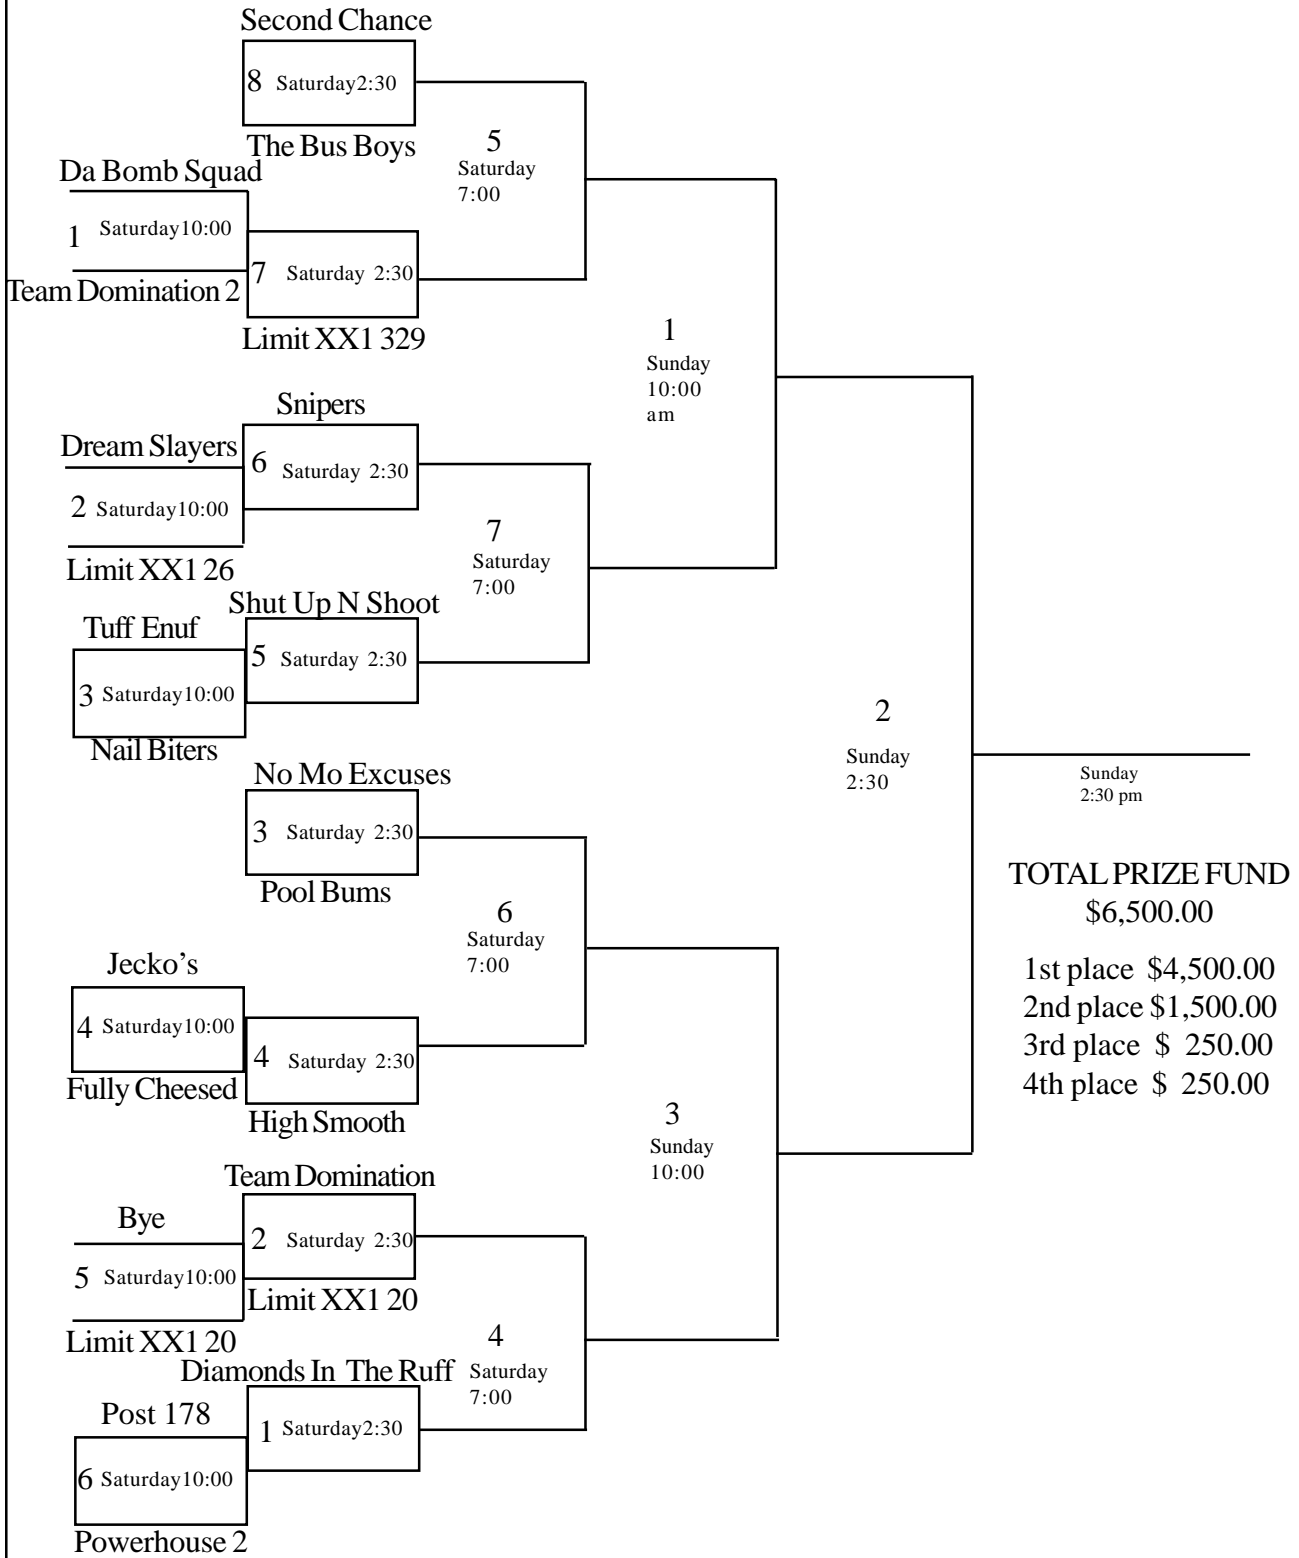 Second Chance
8 Saturday2:30
The Bus Boys
5
Saturday
7:00
Da Bomb Squad
1 Saturday10:00
Team Domination 2
7 Saturday 2:30
Limit XX1 329
1
Sunday
10:00
am
Snipers
Dream Slayers
6 Saturday 2:30
2 Saturday10:00
Limit XX1 26
7
Saturday
7:00
Shut Up N Shoot
Tuff Enuf
5 Saturday 2:30
3 Saturday10:00
Nail Biters
2
Sunday
2:30
Sunday
2:30 pm
No Mo Excuses
3 Saturday 2:30
Pool Bums
6
Saturday
7:00
TOTAL PRIZE FUND
$6,500.00
1st place $4,500.00
2nd place $1,500.00
3rd place $ 250.00
4th place $ 250.00
Jecko's
4 Saturday10:00
Fully Cheesed
4 Saturday 2:30
High Smooth
3
Sunday
10:00
Team Domination
Bye
2 Saturday 2:30
5 Saturday10:00
Limit XX1 20
Limit XX1 20
4
Saturday
7:00
Diamonds In The Ruff
Post 178
1 Saturday2:30
6 Saturday10:00
Powerhouse 2